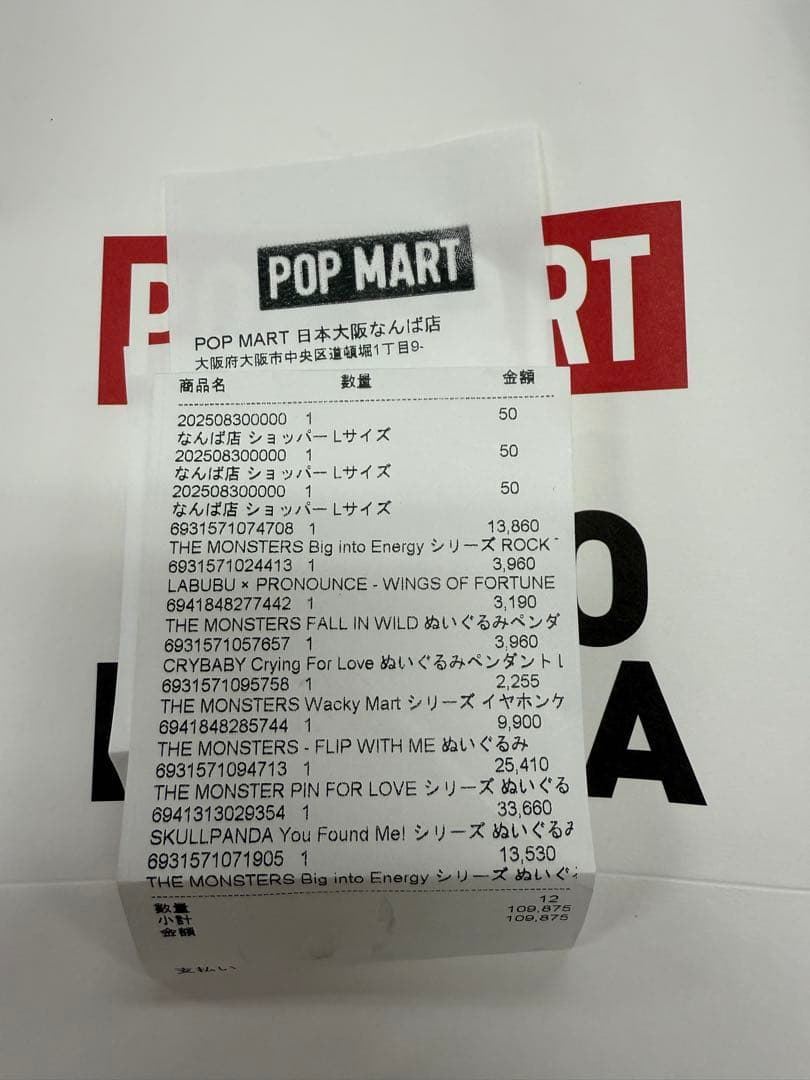 POP MART
POP MART 日本大阪なんば店
大阪府大阪市中央区道頓堀1丁目9-
商品名 数量 金額
202508300000 1 50
なんば店 ショッパー Lサイズ
202508300000 1 50
なんば店 ショッパー Lサイズ
202508300000 1 50
なんば店 ショッパー Lサイズ
6931571074708 1 13,860
THE MONSTERS Big into Energy シリーズ ROCK
6931571024413 1 3,960
LABUBU × PRONOUNCE - WINGS OF FORTUNE
6941848277442 1 3,190
THE MONSTERS FALL IN WILD ぬいぐるみペンダ
6931571057657 1 3,960
CRYBABY Crying For Love ぬいぐるみペンダント
6931571095758 1 2,255
THE MONSTERS Wacky Mart シリーズ イヤホンケ
6941848285744 1 9,900
THE MONSTERS - FLIP WITH ME ぬいぐるみ
6931571094713 1 25,410
THE MONSTER PIN FOR LOVE シリーズ ぬいぐる
6941313029354 1 33,660
SKULLPANDA You Found Me! シリーズ ぬいぐるみ
6931571071905 1 13,530
THE MONSTERS Big into Energy シリーズ ぬいぐ
数量 12
小計 109,875
金額 109,875
支払い
P RT
O
A